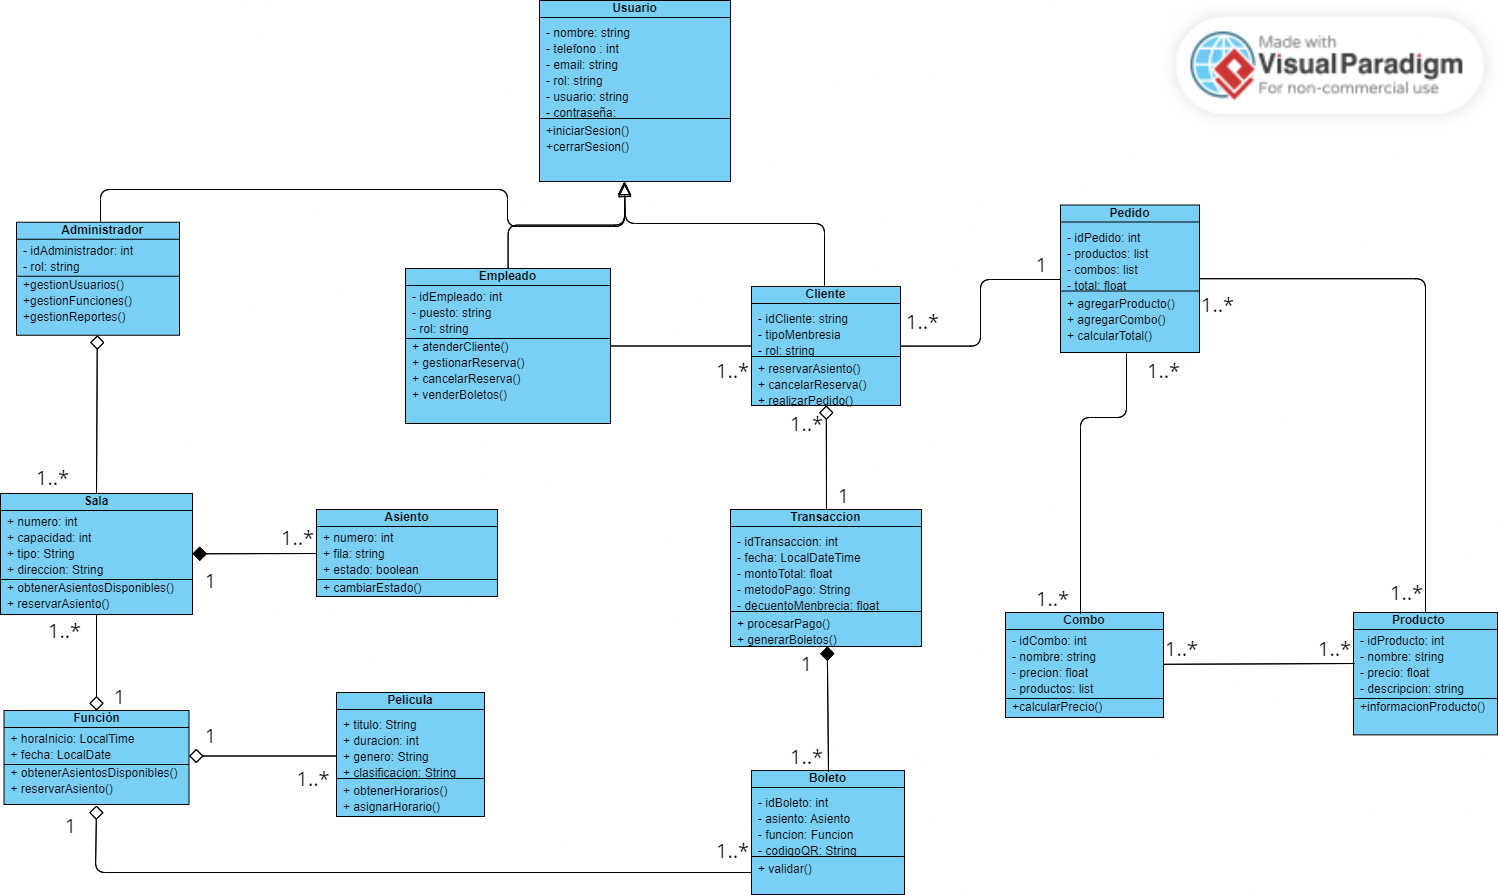 Usuario
- nombre: string
- telefono : int
- email: string
- rol: string
- usuario: string
- contraseña:
+iniciarSesion()
+cerrarSesion()
Made with
Visual Paradigm
For non-commercial use
Administrador
- idAdministrador: int
- rol: string
+gestionUsuarios()
+gestionFunciones()
+gestionReportes()
Empleado
- idEmpleado: int
- puesto: string
- rol: string
+ atenderCliente()
+ gestionarReserva()
+ cancelarReserva()
+ venderBoletos()
1..*
Cliente
- idCliente: string
- tipoMenbresia
- rol: string
+ reservarAsiento()
+ cancelarReserva()
+ realizarPedido()
1..*
1
1..*
1
Pedido
- idPedido: int
- productos: list
- combos: list
- total: float
+ agregarProducto()
+ agregarCombo()
+ calcularTotal()
1..*
1..*
1..*
Sala
+ numero: int
+ capacidad: int
+ tipo: String
+ direccion: String
+ obtenerAsientosDisponibles()
+ reservarAsiento()
1
1..*
1..*
1
Asiento
+ numero: int
+ fila: string
+ estado: boolean
+ cambiarEstado()
Transaccion
- idTransaccion: int
- fecha: LocalDateTime
- montoTotal: float
- metodoPago: String
- decuentoMenbrecia: float
+ procesarPago()
+ generarBoletos()
1
1..*
1..*
Combo
- idCombo: int
- nombre: string
- precion: float
- productos: list
+calcularPrecio()
1..*
1..*
1..*
Producto
- idProducto: int
- nombre: string
- precio: float
- descripcion: string
+informacionProducto()
Función
+ horaInicio: LocalTime
+ fecha: LocalDate
+ obtenerAsientosDisponibles()
+ reservarAsiento()
1
1..*
1
Pelicula
+ titulo: String
+ duracion: int
+ genero: String
+ clasificacion: String
+ obtenerHorarios()
+ asignarHorario()
1..*
Boleto
- idBoleto: int
- asiento: Asiento
- funcion: Funcion
- codigoQR: String
+ validar()